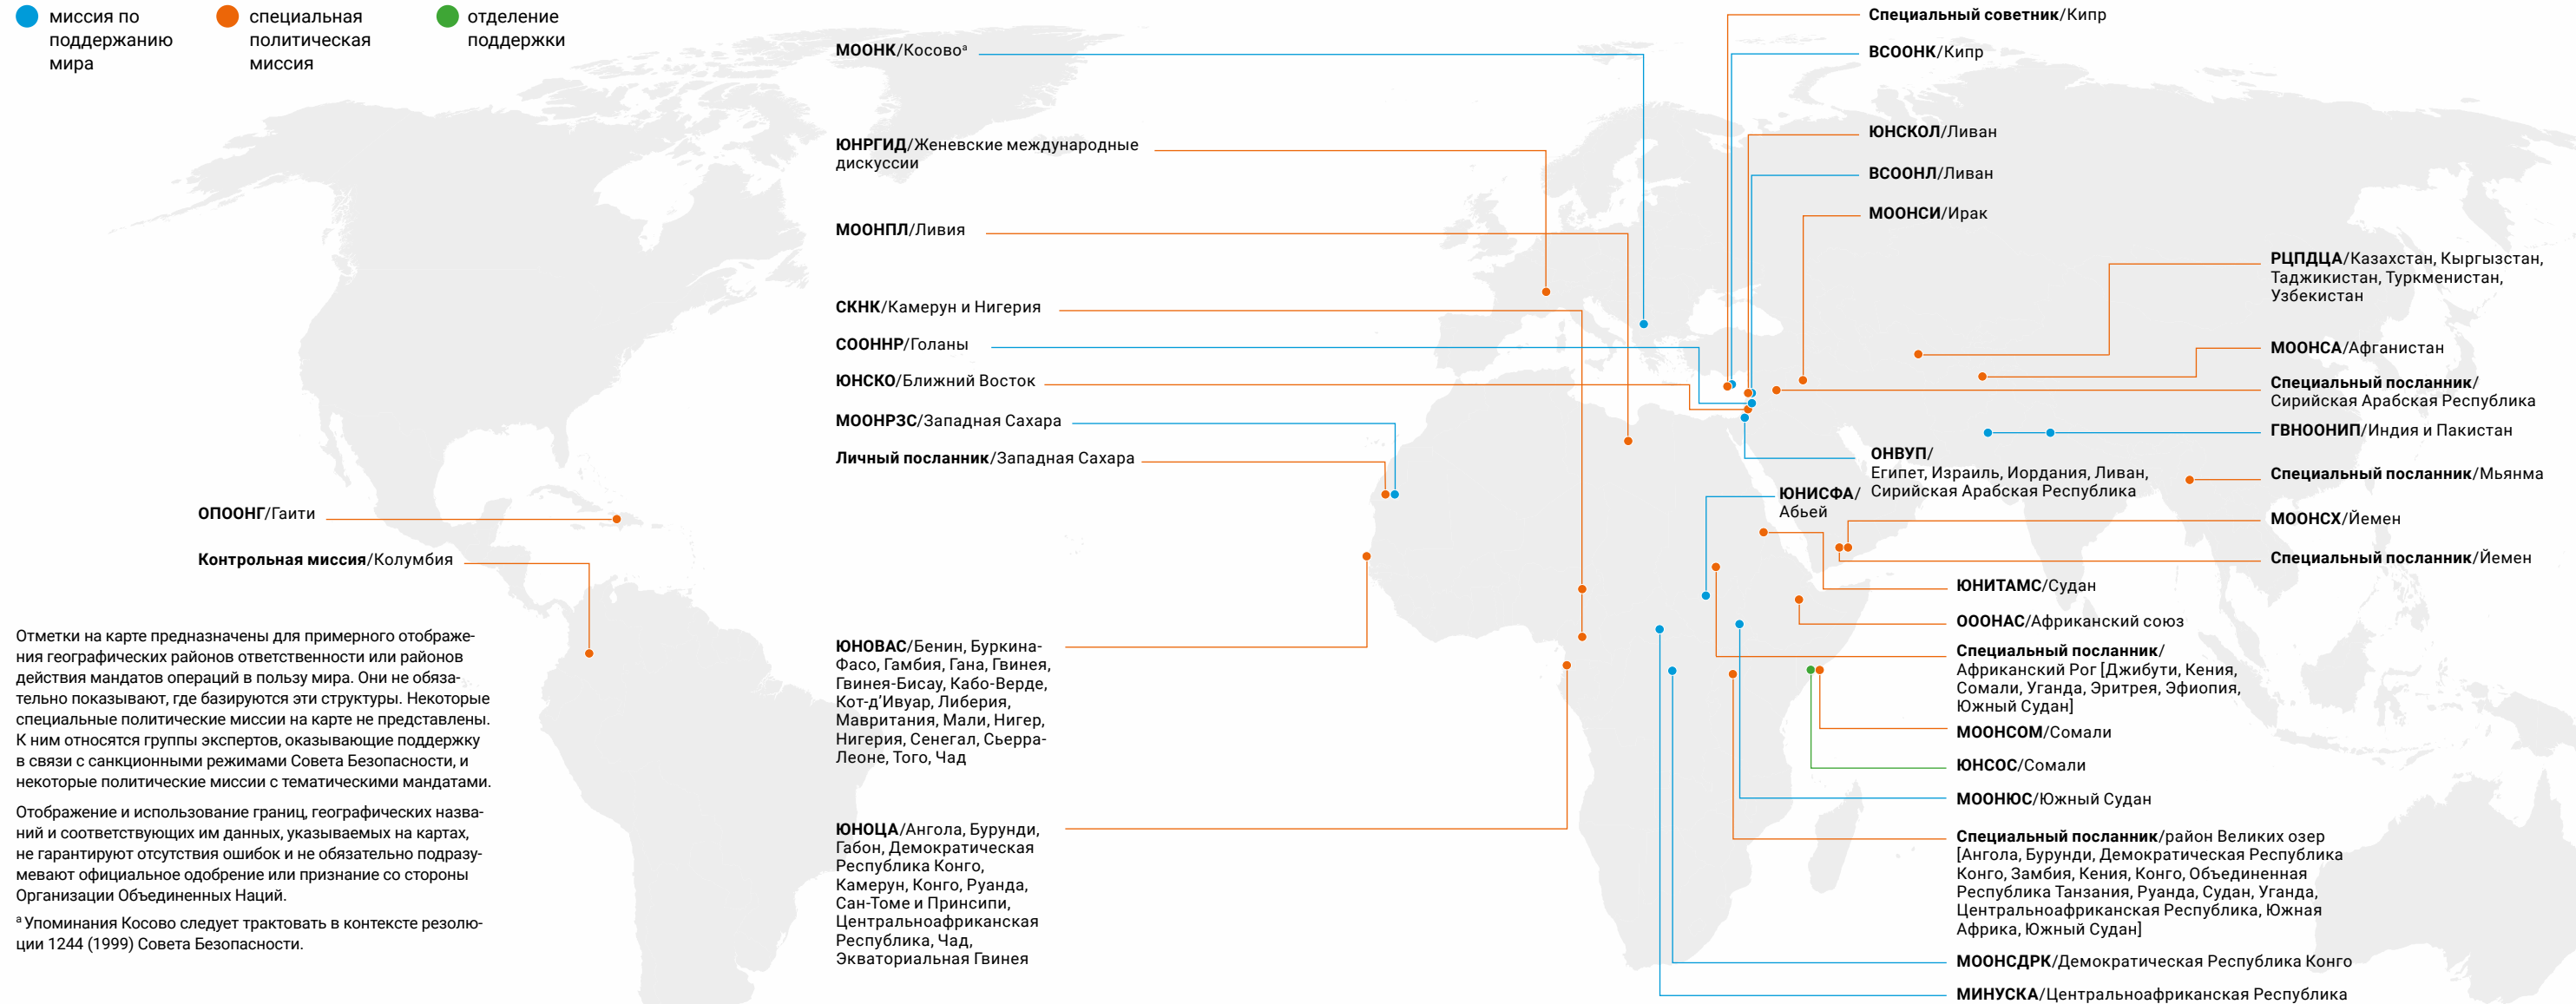 миссия по
поддержанию
мира
специальная
политическая
миссия
отделение
поддержки
МООНК/Косовоª
ЮНРГИД/Женевские международные
дискуссии
МООНПЛ/Ливия
СКНК/Камерун и Нигерия
СООННР/Голаны
ЮНСКО/Ближний Восток
МООНРЗС/Западная Сахара
Личный посланник/Западная Сахара
ОПООНГ/Гаити
Контрольная миссия/Колумбия
ЮНОВАС/Бенин, Буркина-
Фасо, Гамбия, Гана, Гвинея,
Гвинея-Бисау, Кабо-Верде,
Кот-д’Ивуар, Либерия,
Мавритания, Мали, Нигер,
Нигерия, Сенегал, Сьерра-
Леоне, Того, Чад
ЮНОЦА/Ангола, Бурунди,
Габон, Демократическая
Республика Конго,
Камерун, Конго, Руанда,
Сан-Томе и Принсипи,
Центральноафриканская
Республика, Чад,
Экваториальная Гвинея
Специальный советник/Кипр
ВСООНК/Кипр
ЮНСКОЛ/Ливан
ВСООНЛ/Ливан
МООНСИ/Ирак
РЦПДЦА/Казахстан, Кыргызстан,
Таджикистан, Туркменистан,
Узбекистан
МООНСА/Афганистан
Специальный посланник/
Сирийская Арабская Республика
ГВНООНИП/Индия и Пакистан
ОНВУП/
Египет, Израиль, Иордания, Ливан,
Сирийская Арабская Республика
Специальный посланник/Мьянма
ЮНИСФА/
Абьей
МООНСХ/Йемен
Специальный посланник/Йемен
ЮНИТАМС/Судан
ОООНАС/Африканский союз
Специальный посланник/
Африканский Рог [Джибути, Кения,
Сомали, Уганда, Эритрея, Эфиопия,
Южный Судан]
МООНСОМ/Сомали
ЮНСОС/Сомали
МООНЮС/Южный Судан
Специальный посланник/район Великих озер
[Ангола, Бурунди, Демократическая Республика
Конго, Замбия, Кения, Конго, Объединенная
Республика Танзания, Руанда, Судан, Уганда,
Центральноафриканская Республика, Южная
Африка, Южный Судан]
МООНСДРК/Демократическая Республика Конго
МИНУСКА/Центральноафриканская Республика
Отметки на карте предназначены для примерного отображе-
ния географических районов ответственности или районов
действия мандатов операций в пользу мира. Они не обяза-
тельно показывают, где базируются эти структуры. Некоторые
специальные политические миссии на карте не представлены.
К ним относятся группы экспертов, оказывающие поддержку
в связи с санкционными режимами Совета Безопасности, и
некоторые политические миссии с тематическими мандатами.
Отображение и использование границ, географических назва-
ний и соответствующих им данных, указываемых на картах,
не гарантируют отсутствия ошибок и не обязательно подразу-
мевают официальное одобрение или признание со стороны
Организации Объединенных Наций.
ª Упоминания Косово следует трактовать в контексте резолю-
ции 1244 (1999) Совета Безопасности.